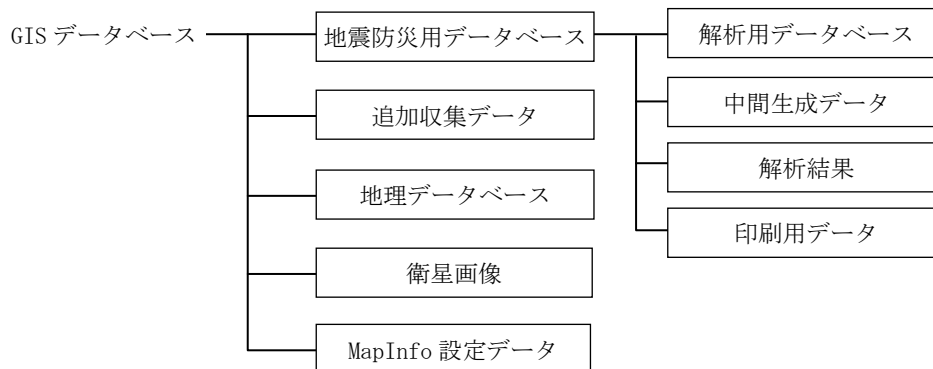 GIS データベース
地震防災用データベース
解析用データベース
追加収集データ
中間生成データ
地理データベース
解析結果
衛星画像
印刷用データ
MapInfo 設定データ